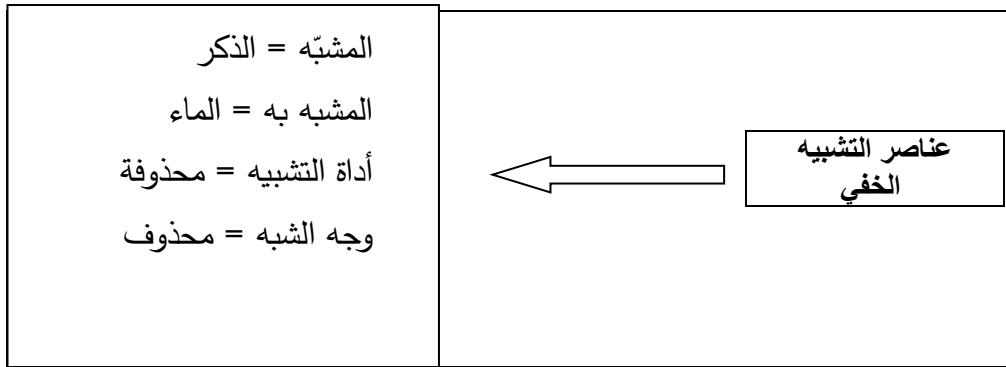 عناصر التشبيه
الخفي
المشبّه = الذكر
المشبه به = الماء
أداة التشبيه = محذوفة
وجه الشبه = محذوف